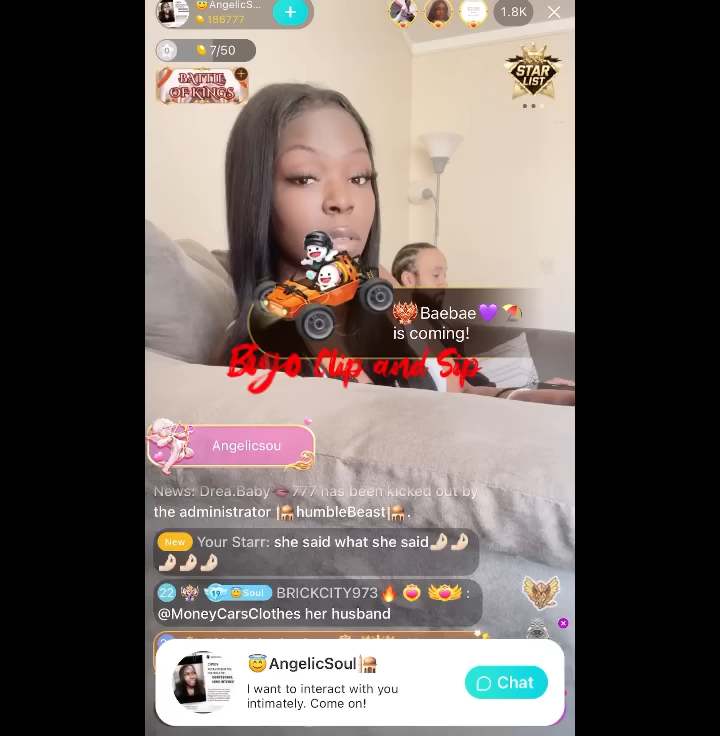 😇AngelicS...
186777
1.8K
7/50
BATTLE
OF KINGS
STAR
LIST
Baebae💜⛱
is coming!
Bigo Clip and Sip
Angelicsou
News: Drea.Baby💋777 has been kicked out by
the administrator 🕌humbleBeast🕌.
New Your Starr: she said what she said🤌🏻🤌🏻
🤌🏻🤌🏻🤌🏻
22 19 😇Soul BRICKCITY973🔥 :
@MoneyCarsClothes her husband
😇AngelicSoul🕌
I want to interact with you
intimately. Come on!
Chat